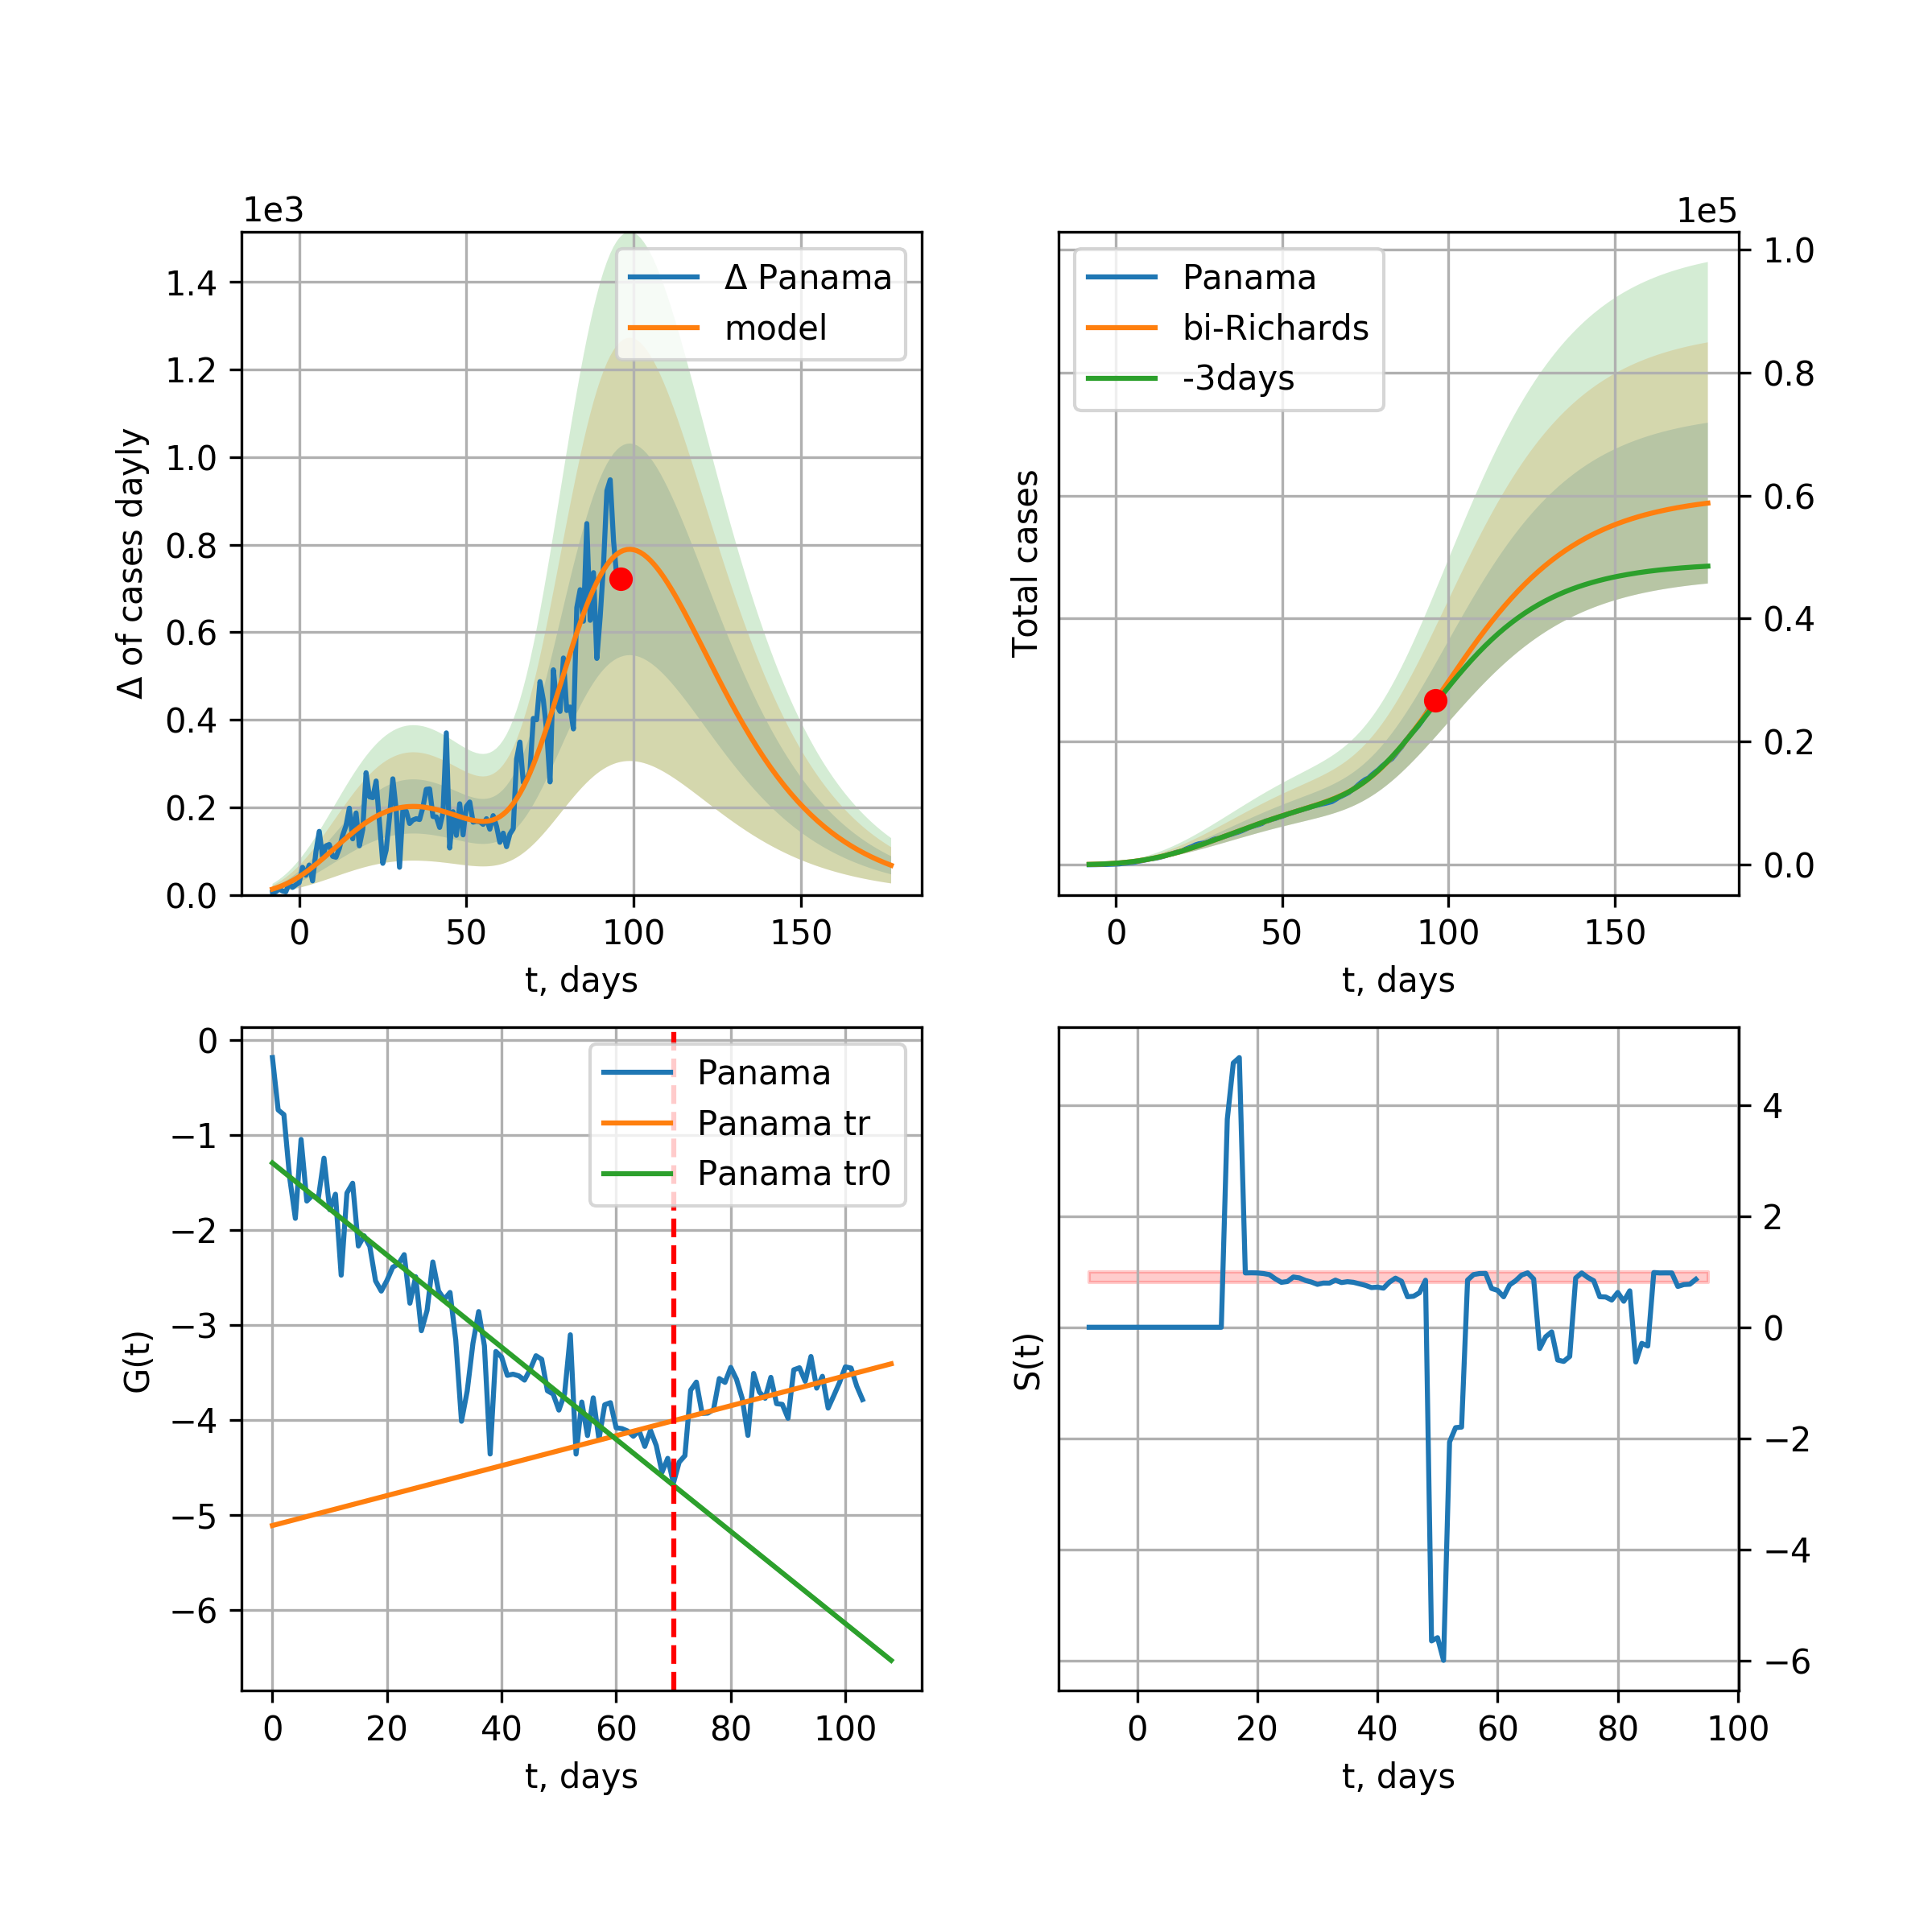 1e3
Δ of cases dayly
1.4
1.2
1.0
0.8
0.6
0.4
0.2
0.0
Δ Panama
model
0 50 100 150
t, days
1e5
Total cases
Panama
bi-Richards
-3days
1.0
0.8
0.6
0.4
0.2
0.0
0 50 100 150
t, days
G(t)
0
−1
−2
−3
−4
−5
−6
Panama
Panama tr
Panama tr0
0 20 40 60 80 100
t, days
S(t)
4
2
0
−2
−4
−6
0 20 40 60 80 100
t, days